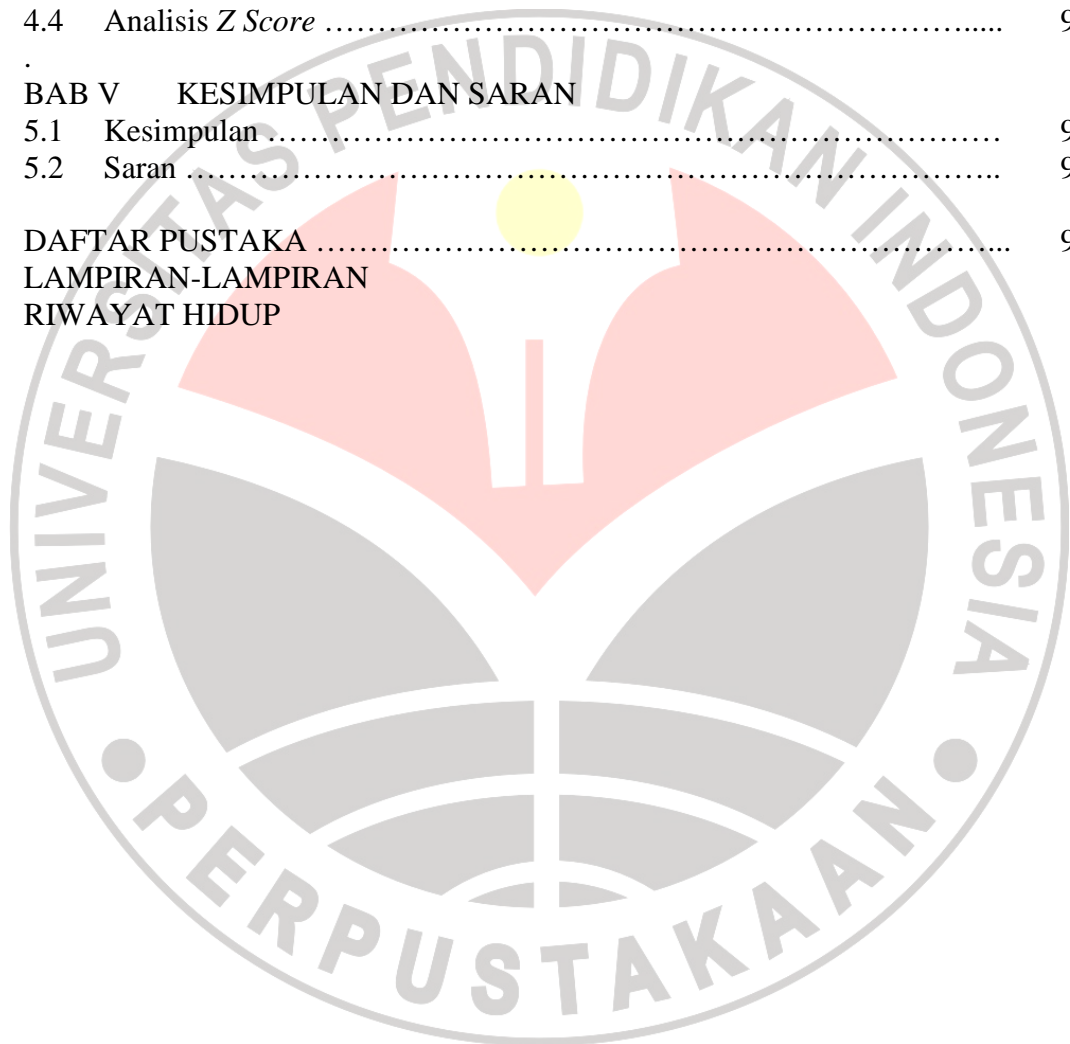 4.4 Analisis Z Score ……………………………………………………………..... 9
.
BAB V KESIMPULAN DAN SARAN
5.1 Kesimpulan …………………………………………………………………… 9
5.2 Saran ……………………………………………………………………….. 9
DAFTAR PUSTAKA ……………………………………………………………... 9
LAMPIRAN-LAMPIRAN
RIWAYAT HIDUP
UNIVERSITAS PENDIDIKAN INDONESIA
PERPUSTAKAAN